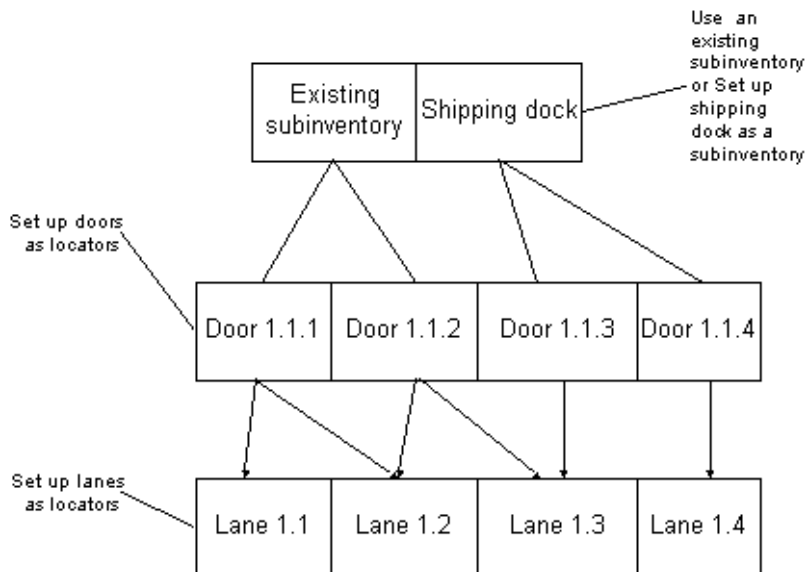 Use an
existing
subinventory
or Set up
shipping
dock as a
subinventory
Existing
subinventory
Shipping dock
Set up doors
as locators
Door 1.1.1
Door 1.1.2
Door 1.1.3
Door 1.1.4
Set up lanes
as locators
Lane 1.1
Lane 1.2
Lane 1.3
Lane 1.4